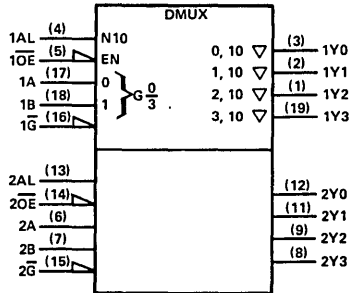 DMUX
1AL (4) N10
1OE (5) EN
1A (17) 0
1B (18) 1
1G (16)
G 0/3
0, 10 ▽ (3) 1Y0
1, 10 ▽ (2) 1Y1
2, 10 ▽ (1) 1Y2
3, 10 ▽ (19) 1Y3
2AL (13)
2OE (14)
2A (6)
2B (7)
2G (15)
(12) 2Y0
(11) 2Y1
(9) 2Y2
(8) 2Y3